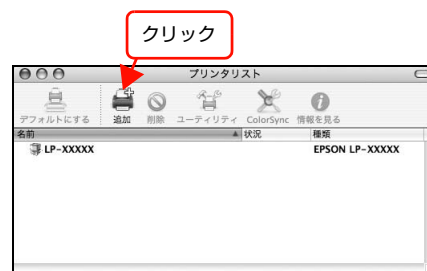 クリック
プリンタリスト
デフォルトにする 追加 削除 ユーティリティ ColorSync 情報を見る
名前 状況 種類
LP-XXXXX EPSON LP-XXXXX